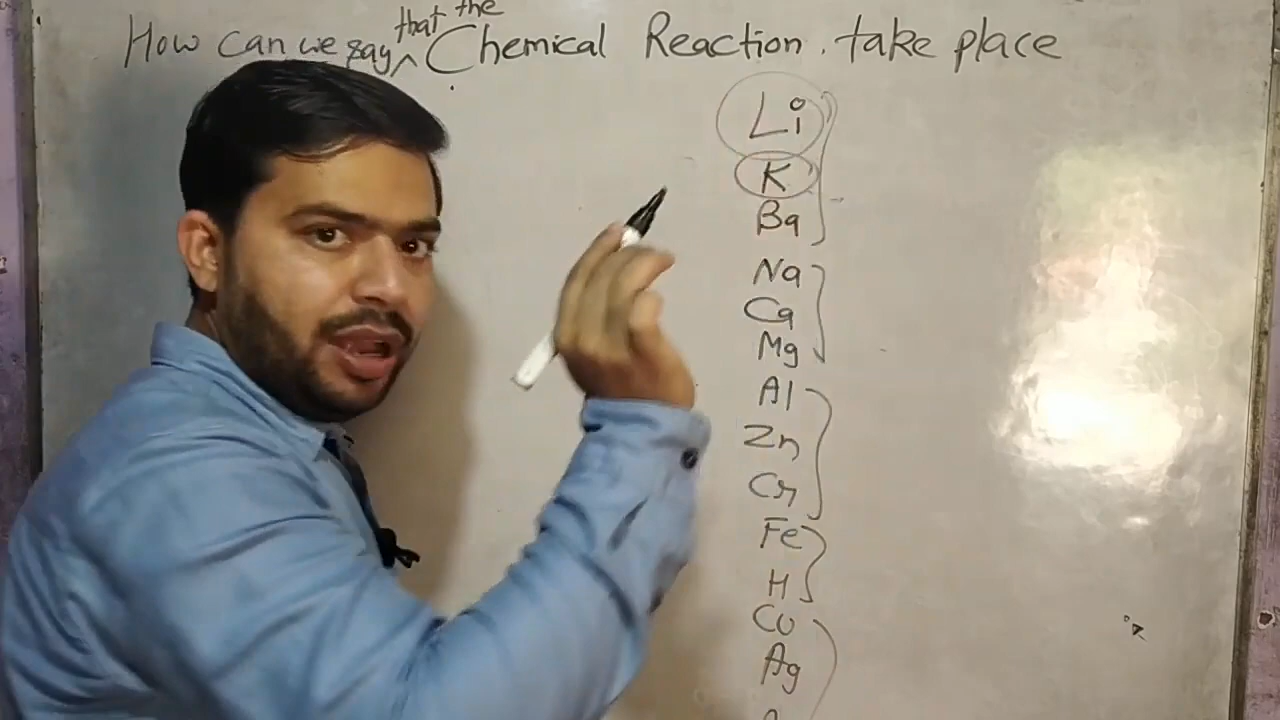 How can we say that the Chemical Reaction. take place
Li
K
Ba
Na
Ca
Mg
Al
Zn
Cr
Fe
H
Cu
Ag